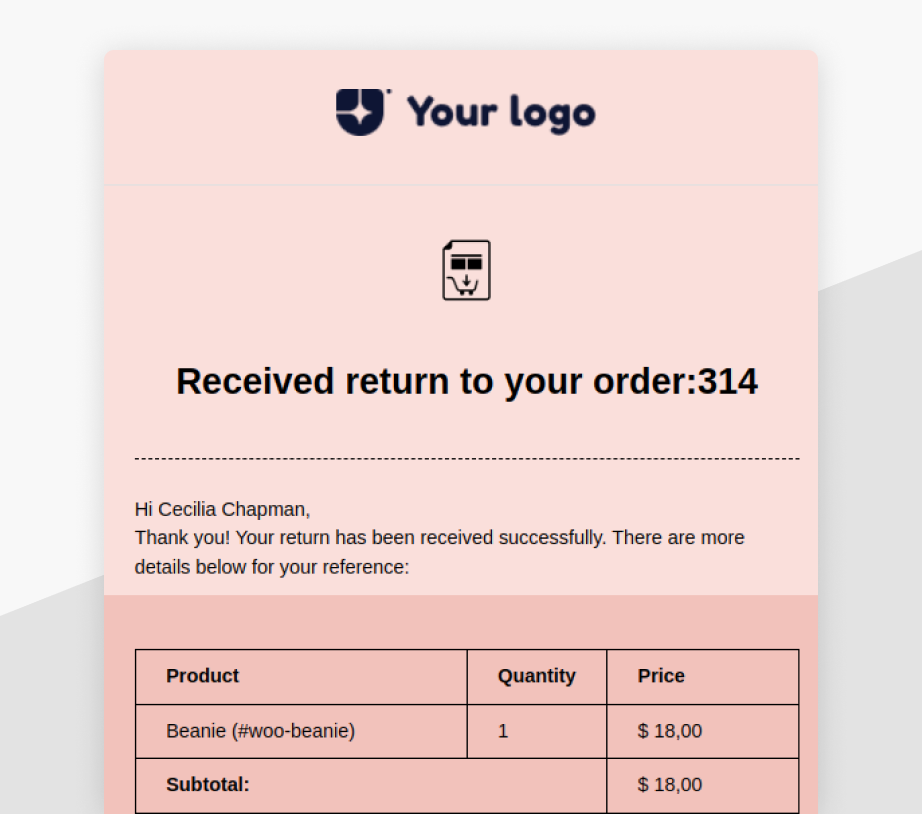 Your logo
Received return to your order:314
Hi Cecilia Chapman,
Thank you! Your return has been received successfully. There are more
details below for your reference:
Product Quantity Price
Beanie (#woo-beanie) 1 $ 18,00
Subtotal: $ 18,00